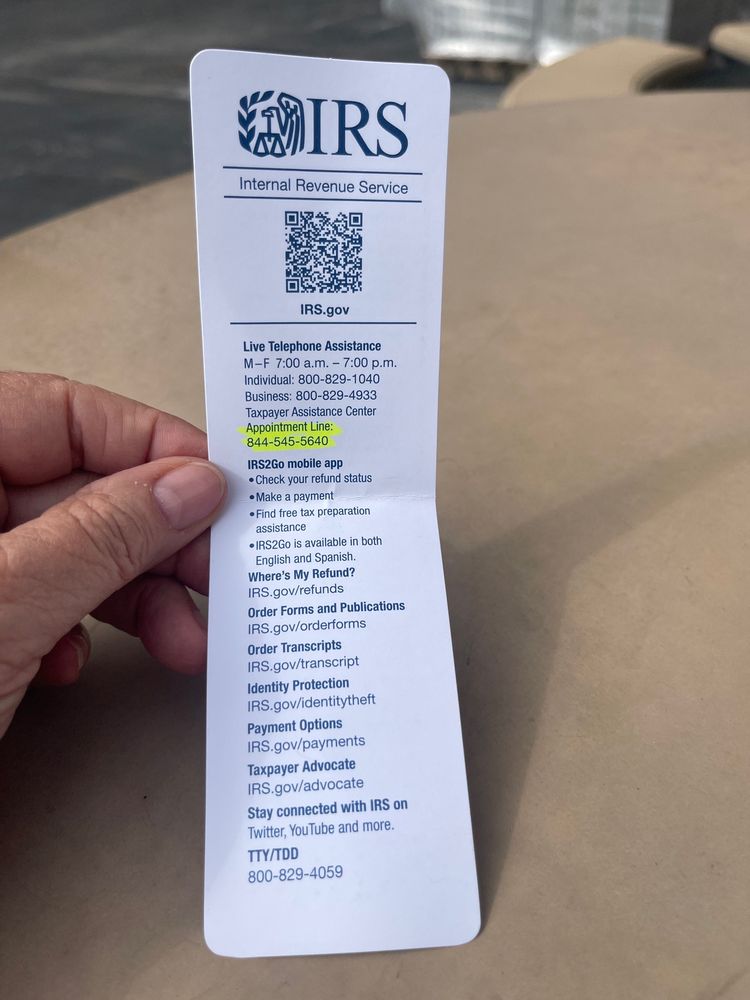 IRS
Internal Revenue Service
IRS.gov
Live Telephone Assistance
M–F 7:00 a.m. – 7:00 p.m.
Individual: 800-829-1040
Business: 800-829-4933
Taxpayer Assistance Center
Appointment Line:
844-545-5640
IRS2Go mobile app
•Check your refund status
•Make a payment
•Find free tax preparation
assistance
•IRS2Go is available in both
English and Spanish.
Where's My Refund?
IRS.gov/refunds
Order Forms and Publications
IRS.gov/orderforms
Order Transcripts
IRS.gov/transcript
Identity Protection
IRS.gov/identitytheft
Payment Options
IRS.gov/payments
Taxpayer Advocate
IRS.gov/advocate
Stay connected with IRS on
Twitter, YouTube and more.
TTY/TDD
800-829-4059